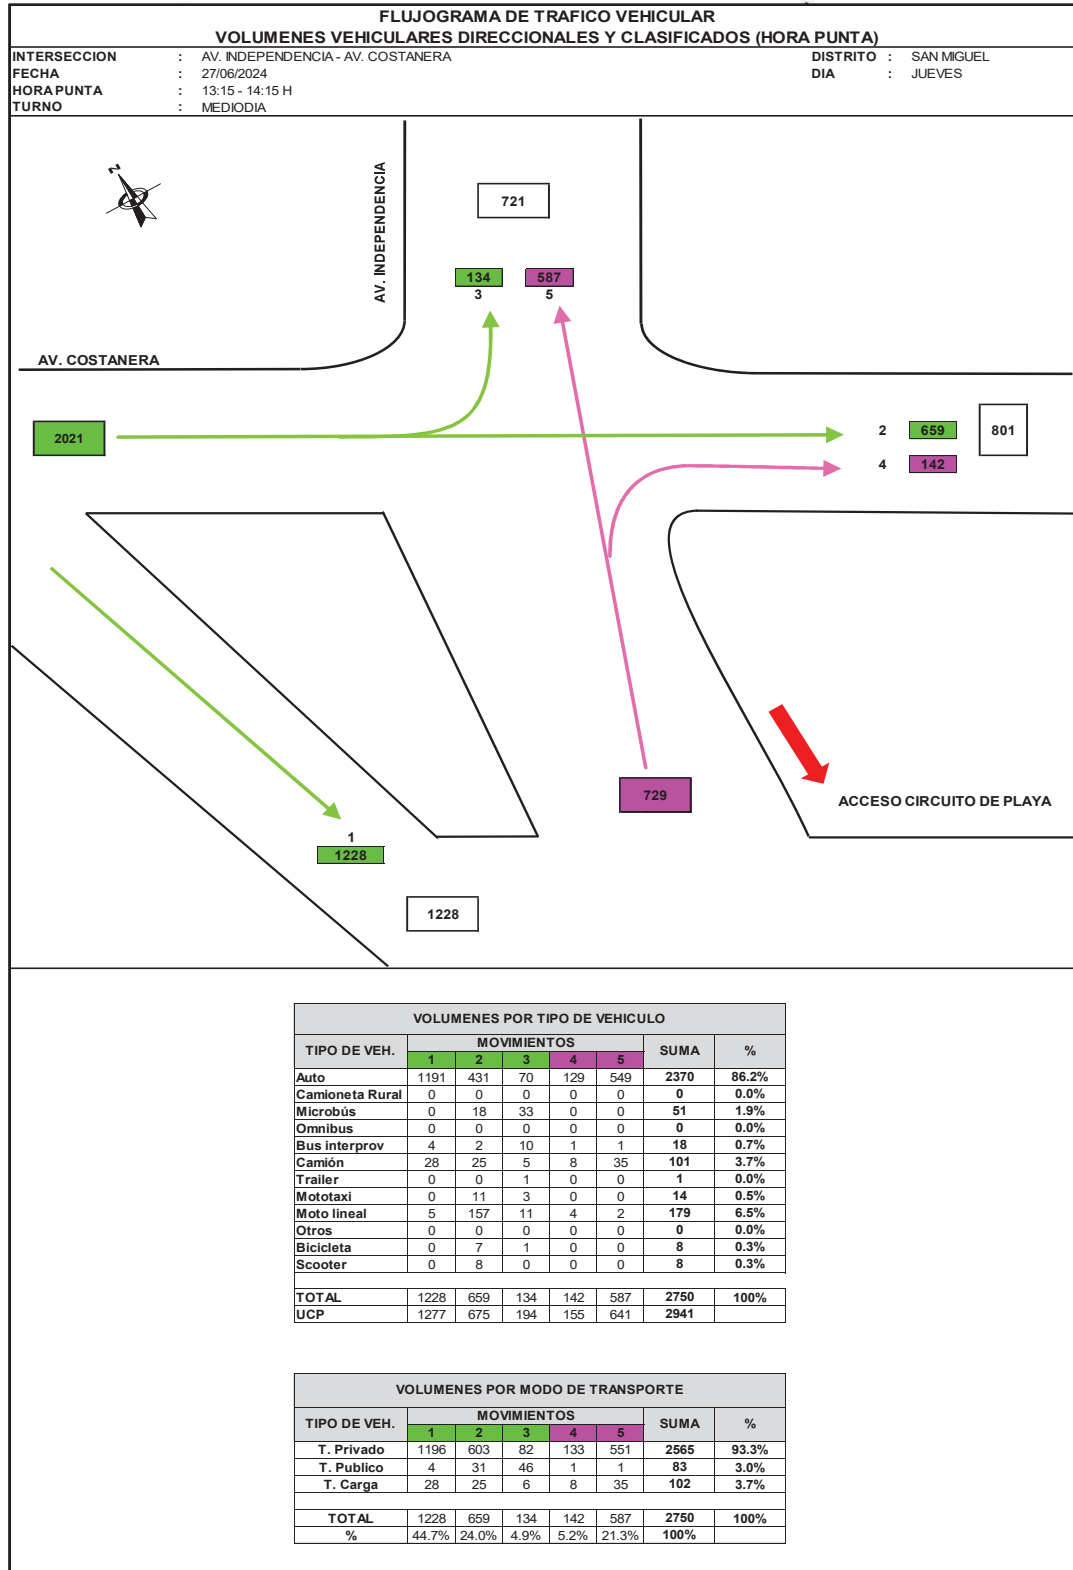 FLUJOGRAMA DE TRAFICO VEHICULAR
VOLUMENES VEHICULARES DIRECCIONALES Y CLASIFICADOS (HORA PUNTA)
INTERSECCION : AV. INDEPENDENCIA - AV. COSTANERA DISTRITO : SAN MIGUEL
FECHA : 27/06/2024 DIA : JUEVES
HORA PUNTA : 13:15 - 14:15 H
TURNO : MEDIODIA
N
AV. INDEPENDENCIA
721
134 587
3 5
AV. COSTANERA
2021
2 659 801
4 142
729
ACCESO CIRCUITO DE PLAYA
1
1228
1228
VOLUMENES POR TIPO DE VEHICULO
TIPO DE VEH. MOVIMIENTOS SUMA %
1 2 3 4 5
Auto 1191 431 70 129 549 2370 86.2%
Camioneta Rural 0 0 0 0 0 0 0.0%
Microbús 0 18 33 0 0 51 1.9%
Omnibus 0 0 0 0 0 0 0.0%
Bus interprov 4 2 10 1 1 18 0.7%
Camión 28 25 5 8 35 101 3.7%
Trailer 0 0 1 0 0 1 0.0%
Mototaxi 0 11 3 0 0 14 0.5%
Moto lineal 5 157 11 4 2 179 6.5%
Otros 0 0 0 0 0 0 0.0%
Bicicleta 0 7 1 0 0 8 0.3%
Scooter 0 8 0 0 0 8 0.3%
TOTAL 1228 659 134 142 587 2750 100%
UCP 1277 675 194 155 641 2941
VOLUMENES POR MODO DE TRANSPORTE
TIPO DE VEH. MOVIMIENTOS SUMA %
1 2 3 4 5
T. Privado 1196 603 82 133 551 2565 93.3%
T. Publico 4 31 46 1 1 83 3.0%
T. Carga 28 25 6 8 35 102 3.7%
TOTAL 1228 659 134 142 587 2750 100%
% 44.7% 24.0% 4.9% 5.2% 21.3% 100%